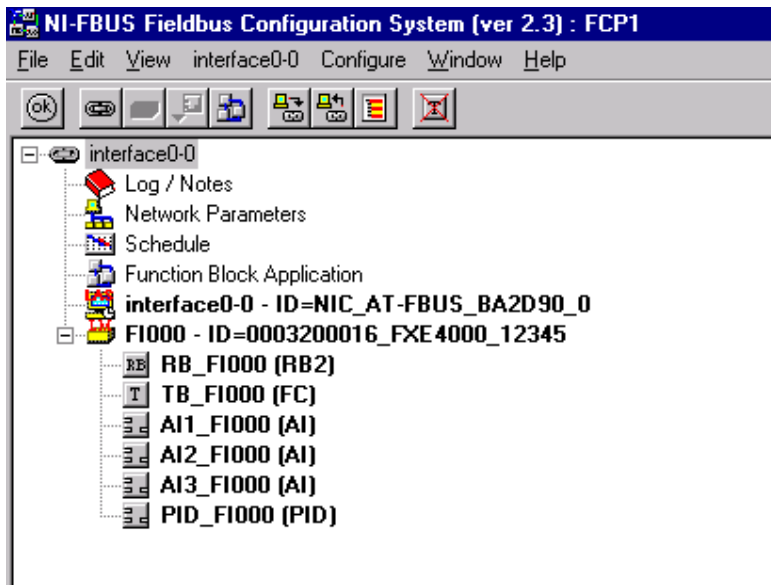 NI-FBUS Fieldbus Configuration System (ver 2.3) : FCP1
File Edit View interface0-0 Configure Window Help
ok
interface0-0
Log / Notes
Network Parameters
Schedule
Function Block Application
interface0-0 - ID=NIC_AT-FBUS_BA2D90_0
FI000 - ID=0003200016_FXE4000_12345
RB RB_FI000 (RB2)
T TB_FI000 (FC)
AI1_FI000 (AI)
AI2_FI000 (AI)
AI3_FI000 (AI)
PID_FI000 (PID)